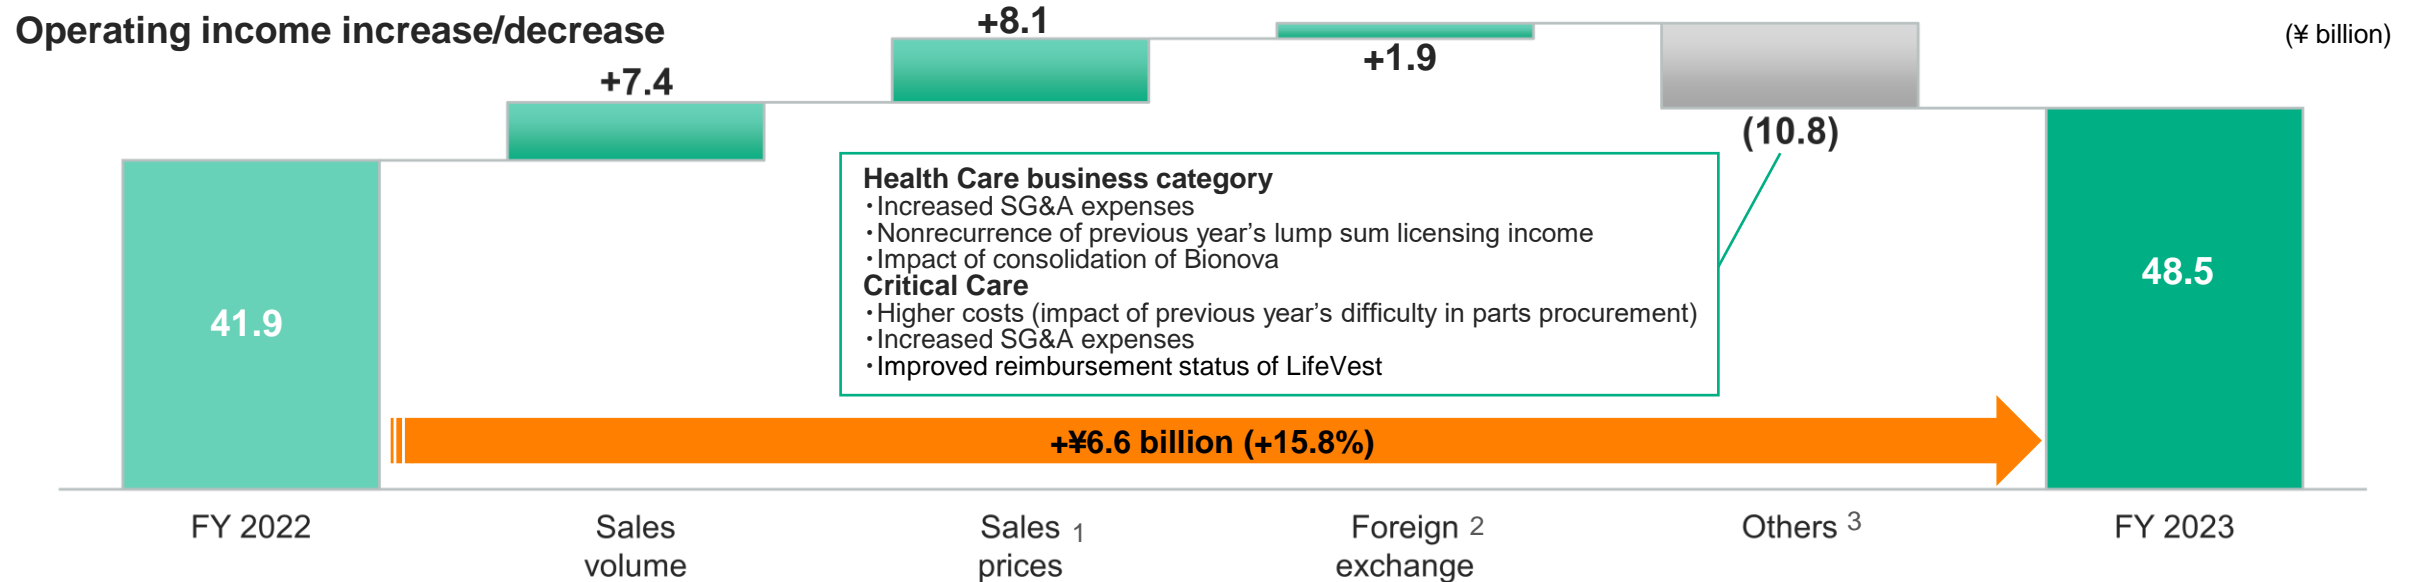 Operating income increase/decrease
(¥ billion)
+7.4
+8.1
+1.9
(10.8)
Health Care business category
・Increased SG&A expenses
・Nonrecurrence of previous year’s lump sum licensing income
・Impact of consolidation of Bionova
Critical Care
・Higher costs (impact of previous year’s difficulty in parts procurement)
・Increased SG&A expenses
・Improved reimbursement status of LifeVest
41.9
48.5
+¥6.6 billion (+15.8%)
FY 2022
Sales
volume
Sales 1
prices
Foreign 2
exchange
Others 3
FY 2023